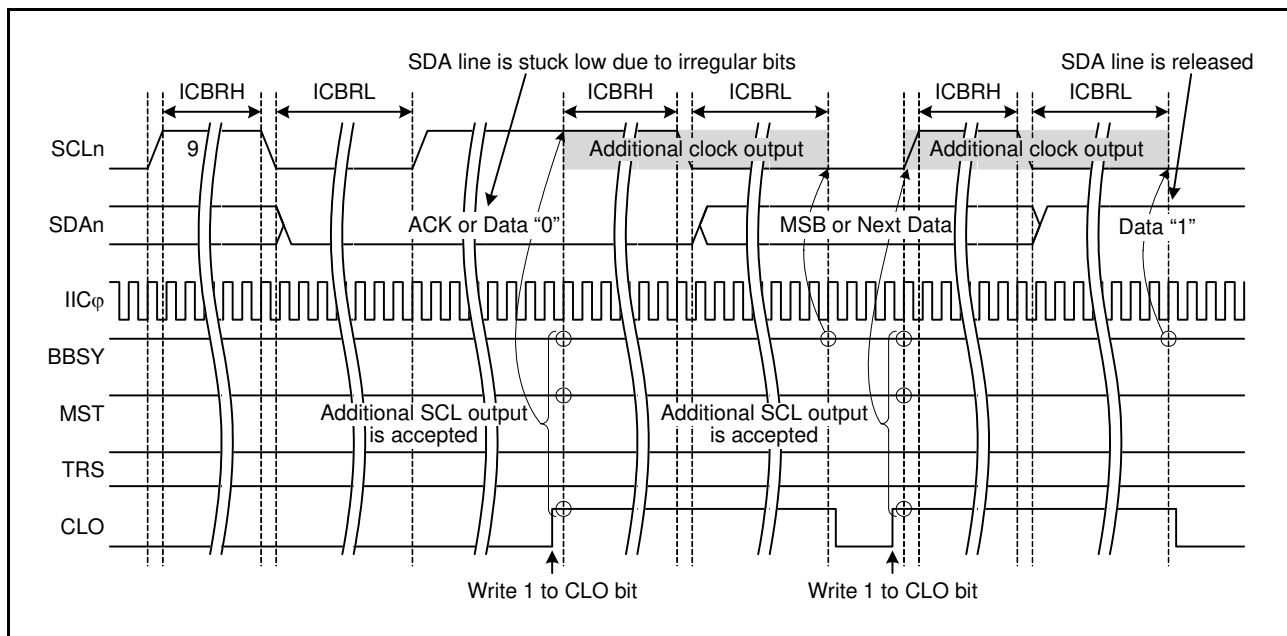 SDA line is stuck low due to irregular bits
SDA line is released
ICBRH
ICBRL
ICBRH
ICBRL
ICBRH
ICBRL
SCLn
9
Additional clock output
Additional clock output
SDAn
ACK or Data “0”
MSB or Next Data
Data “1”
IICφ
BBSY
MST
Additional SCL output
is accepted
Additional SCL output
is accepted
TRS
CLO
Write 1 to CLO bit
Write 1 to CLO bit